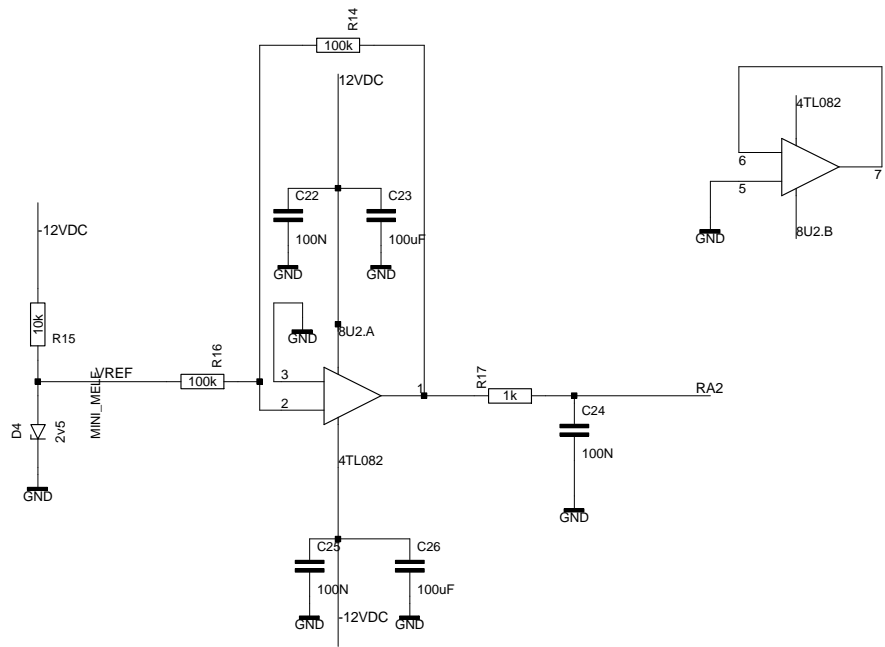 R14
100k
12VDC
C22
100N
GND
C23
100uF
GND
4TL082
6
5
7
8U2.B
GND
-12VDC
10k
R15
VREF
MINI_MELF
D4
2v5
GND
R16
100k
GND
8U2.A
3
2
1
4TL082
R17
1k
RA2
C24
100N
GND
C25
100N
GND
C26
100uF
GND
-12VDC